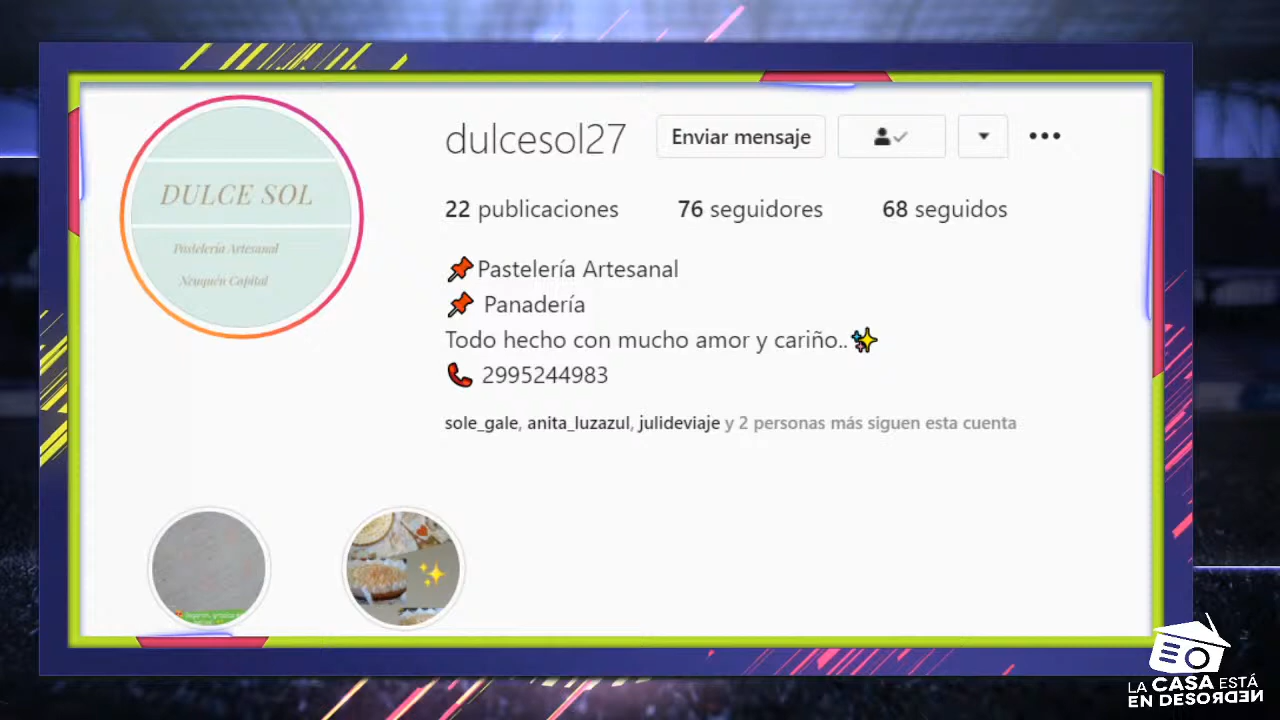 dulcesol27
Enviar mensaje
22 publicaciones
76 seguidores
68 seguidos
DULCE SOL
Pastelería Artesanal
Neuquén Capital
📌Pastelería Artesanal
📌 Panadería
Todo hecho con mucho amor y cariño..✨
📞 2995244983
sole_gale, anita_luzazul, julideviaje y 2 personas más siguen esta cuenta
LA CASA ESTÁ
EN DESORDEN